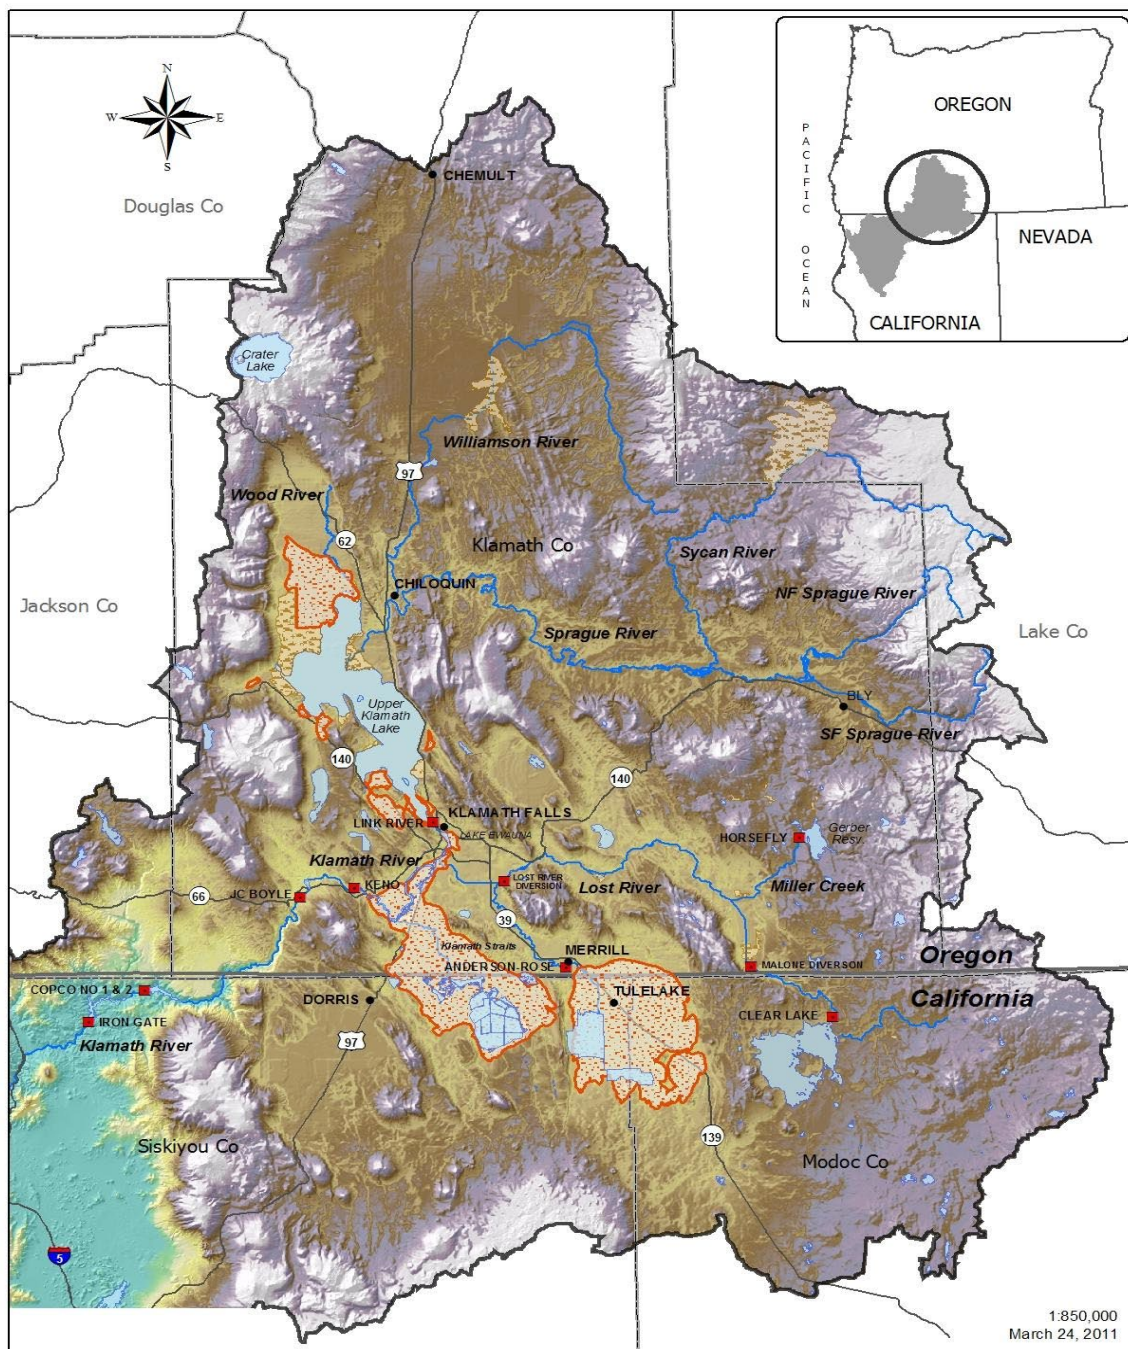 N
W
E
S
Douglas Co
CHEMULT
OREGON
PACIFIC OCEAN
NEVADA
CALIFORNIA
Crater
Lake
Williamson River
97
Wood River
62
Klamath Co
Sycan River
CHILOQUIN
NF Sprague River
Jackson Co
Sprague River
Lake Co
Upper
Klamath
Lake
BLY
SF Sprague River
140
140
KLAMATH FALLS
LINK RIVER
LAKE EWAUNA
HORSEFLY
Gerber
Resv.
Klamath River
KENO
LOST RIVER
DIVERSION
Lost River
Miller Creek
JC BOYLE
66
39
Klamath Straits
MERRILL
ANDERSON-ROSE
MALONE DIVERSON
Oregon
COPCO NO 1 & 2
DORRIS
TULELAKE
California
CLEAR LAKE
IRON GATE
Klamath River
97
139
Siskiyou Co
Modoc Co
5
1:850,000
March 24, 2011